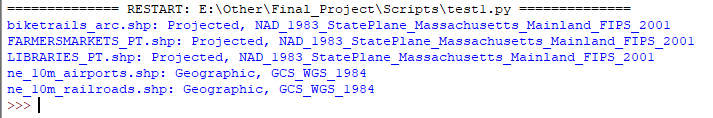 ============== RESTART: E:\Other\Final_Project\Scripts\test1.py ==============
biketrails_arc.shp: Projected, NAD_1983_StatePlane_Massachusetts_Mainland_FIPS_2001
FARMERSMARKETS_PT.shp: Projected, NAD_1983_StatePlane_Massachusetts_Mainland_FIPS_2001
LIBRARIES_PT.shp: Projected, NAD_1983_StatePlane_Massachusetts_Mainland_FIPS_2001
ne_10m_airports.shp: Geographic, GCS_WGS_1984
ne_10m_railroads.shp: Geographic, GCS_WGS_1984
>>>